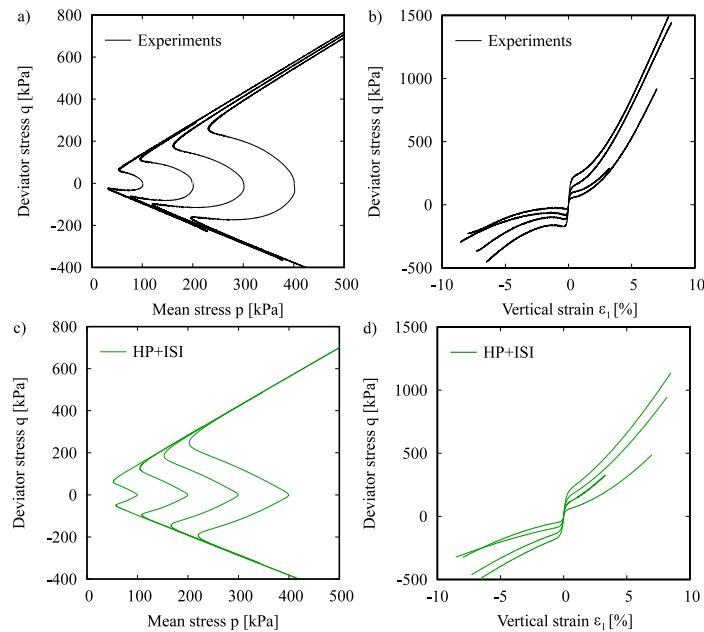 a)
Experiments
Deviator stress q [kPa]
800
600
400
200
0
-200
-400
0
100
200
300
400
500
Mean stress p [kPa]
b)
Experiments
Deviator stress q [kPa]
1500
1000
500
0
-500
-10
-5
0
5
10
Vertical strain ε₁ [%]
c)
HP+ISI
Deviator stress q [kPa]
800
600
400
200
0
-200
-400
0
100
200
300
400
500
Mean stress p [kPa]
d)
HP+ISI
Deviator stress q [kPa]
1500
1000
500
0
-500
-10
-5
0
5
10
Vertical strain ε₁ [%]